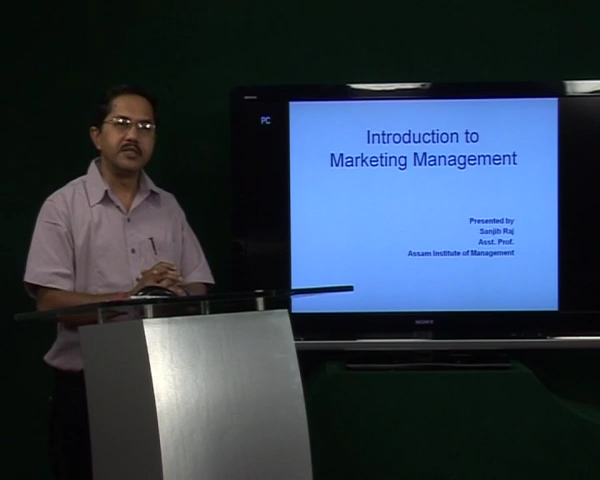 PC
Introduction to
Marketing Management
Presented by
Sanjib Raj
Asst. Prof.
Assam Institute of Management
SONY